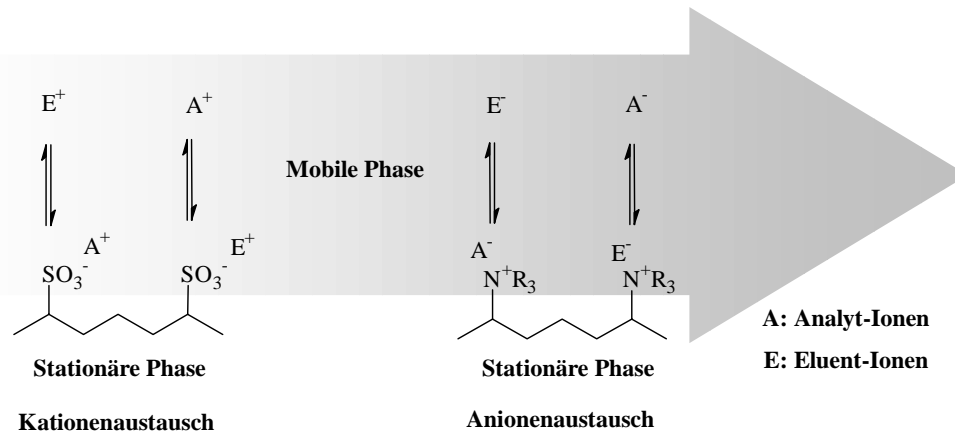 E⁺ A⁺ E⁻ A⁻
Mobile Phase
A⁺ E⁺ A⁻ E⁻
SO₃⁻ SO₃⁻ N⁺R₃ N⁺R₃
A: Analyt-Ionen
Stationäre Phase Stationäre Phase
E: Eluent-Ionen
Kationenaustausch Anionenaustausch